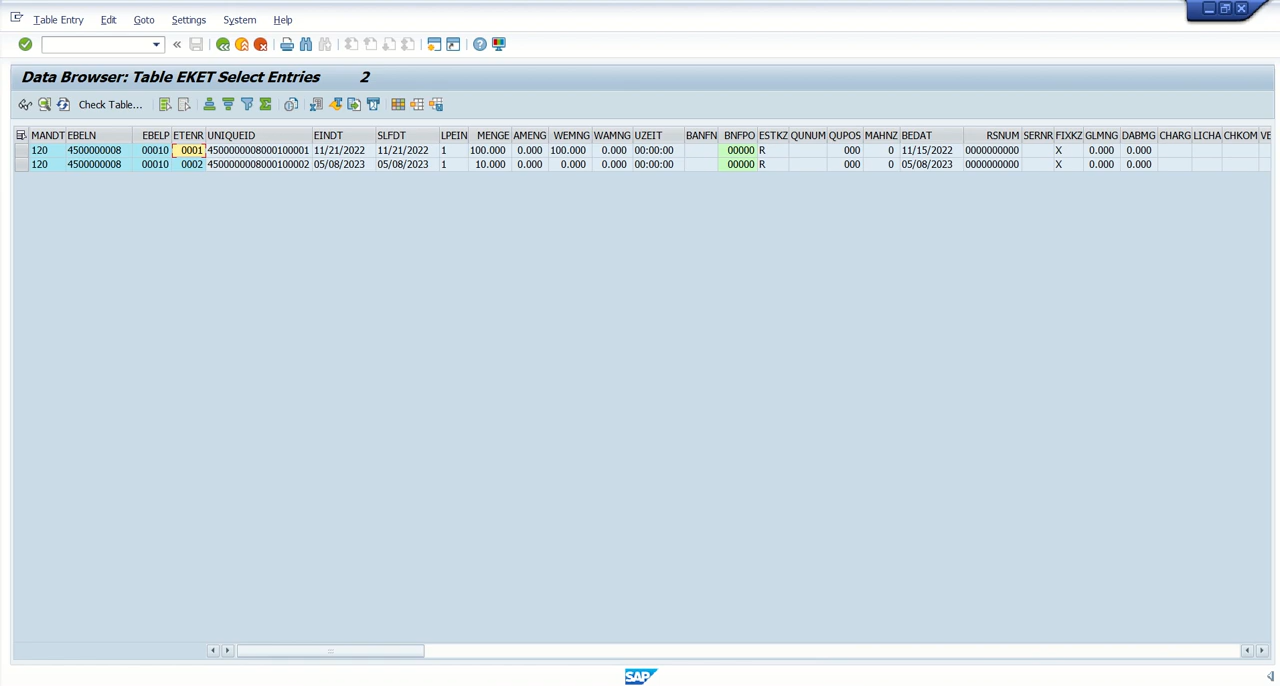 Table Entry Edit Goto Settings System Help
Data Browser: Table EKET Select Entries 2
Check Table...
MANDT EBELN EBELP ETENR UNIQUEID EINDT SLFDT LPEIN MENGE AMENG WEMNG WAMNG UZEIT BANFN BNFPO ESTKZ QUNUM QUPOS MAHNZ BEDAT RSNUM SERNR FIXKZ GLMNG DABMG CHARG LICHA CHKOM VE
120 4500000008 00010 0001 4500000008000100001 11/21/2022 11/21/2022 1 100.000 0.000 100.000 0.000 00:00:00 00000 R 000 0 11/15/2022 0000000000 X 0.000 0.000
120 4500000008 00010 0002 4500000008000100002 05/08/2023 05/08/2023 1 10.000 0.000 0.000 0.000 00:00:00 00000 R 000 0 05/08/2023 0000000000 X 0.000 0.000
SAP